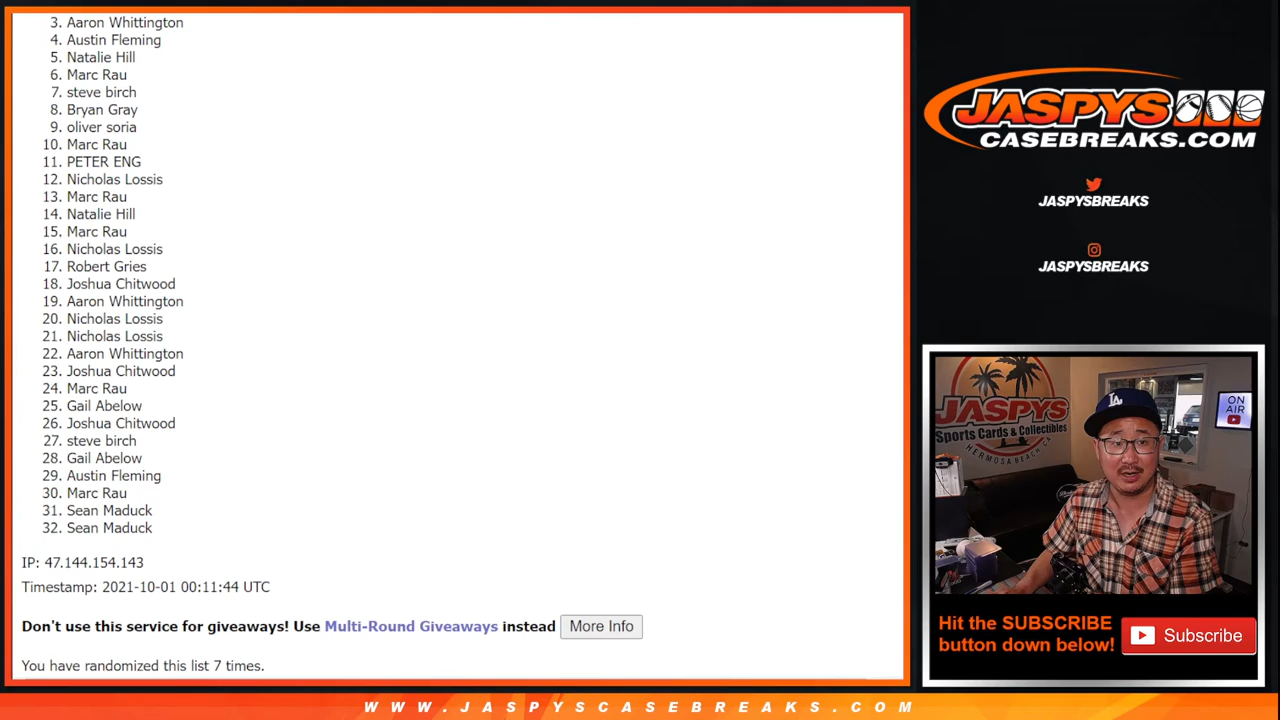 3. Aaron Whittington
4. Austin Fleming
5. Natalie Hill
6. Marc Rau
7. steve birch
8. Bryan Gray
9. oliver soria
10. Marc Rau
11. PETER ENG
12. Nicholas Lossis
13. Marc Rau
14. Natalie Hill
15. Marc Rau
16. Nicholas Lossis
17. Robert Gries
18. Joshua Chitwood
19. Aaron Whittington
20. Nicholas Lossis
21. Nicholas Lossis
22. Aaron Whittington
23. Joshua Chitwood
24. Marc Rau
25. Gail Abelow
26. Joshua Chitwood
27. steve birch
28. Gail Abelow
29. Austin Fleming
30. Marc Rau
31. Sean Maduck
32. Sean Maduck
IP: 47.144.154.143
Timestamp: 2021-10-01 00:11:44 UTC
Don't use this service for giveaways! Use Multi-Round Giveaways instead More Info
You have randomized this list 7 times.
JASPYS
CASEBREAKS.COM
JASPYSBREAKS
JASPYSBREAKS
JASPYS
Sports Cards & Collectibles
HERMOSA BEACH, CA
LA
ON
AIR
Hit the SUBSCRIBE
button down below!
Subscribe
WWW.JASPYSCASEBREAKS.COM